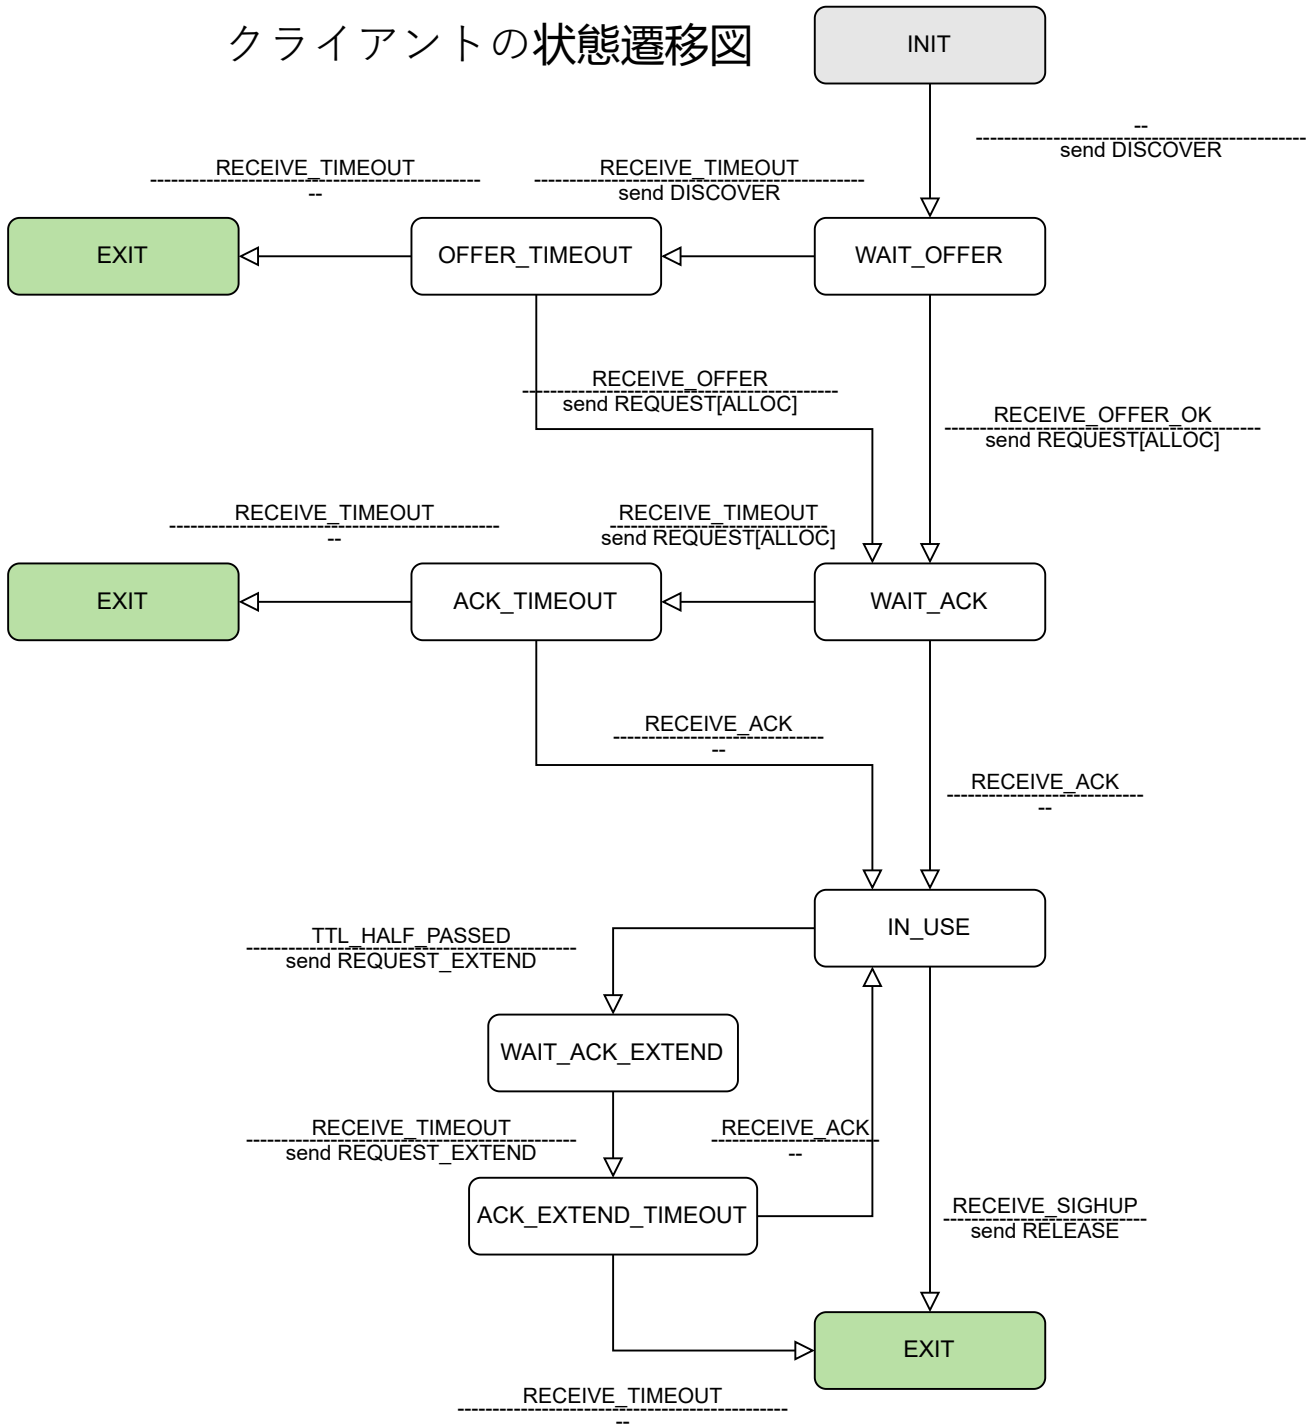 クライアントの状態遷移図
INIT
--
send DISCOVER
RECEIVE_TIMEOUT
--
RECEIVE_TIMEOUT
send DISCOVER
EXIT
OFFER_TIMEOUT
WAIT_OFFER
RECEIVE_OFFER
send REQUEST[ALLOC]
RECEIVE_OFFER_OK
send REQUEST[ALLOC]
RECEIVE_TIMEOUT
--
RECEIVE_TIMEOUT
send REQUEST[ALLOC]
EXIT
ACK_TIMEOUT
WAIT_ACK
RECEIVE_ACK
--
RECEIVE_ACK
--
IN_USE
TTL_HALF_PASSED
send REQUEST_EXTEND
WAIT_ACK_EXTEND
RECEIVE_TIMEOUT
send REQUEST_EXTEND
RECEIVE_ACK
--
ACK_EXTEND_TIMEOUT
RECEIVE_SIGHUP
send RELEASE
EXIT
RECEIVE_TIMEOUT
--